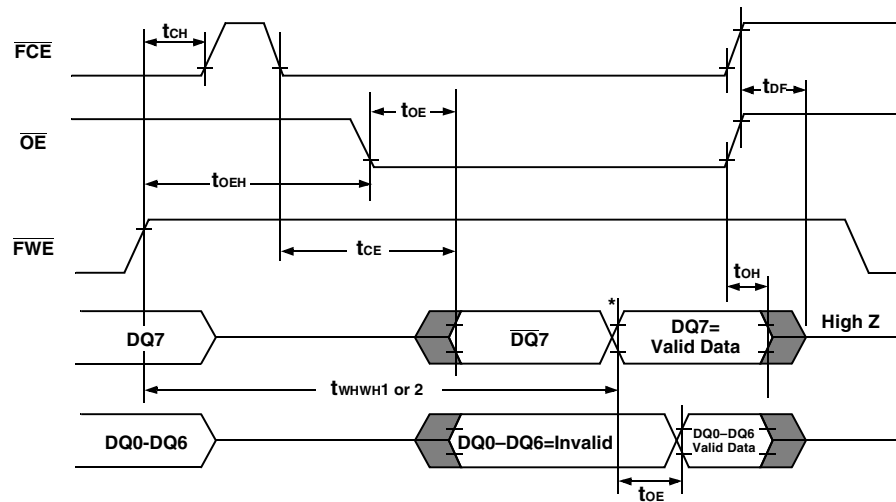 tCH
FCE
tDF
tOE
OE
tOEH
FWE
tCE
tOH
*
DQ7
DQ7
DQ7=
Valid Data
High Z
tWHWH1 or 2
DQ0-DQ6
DQ0–DQ6=Invalid
DQ0–DQ6
Valid Data
tOE